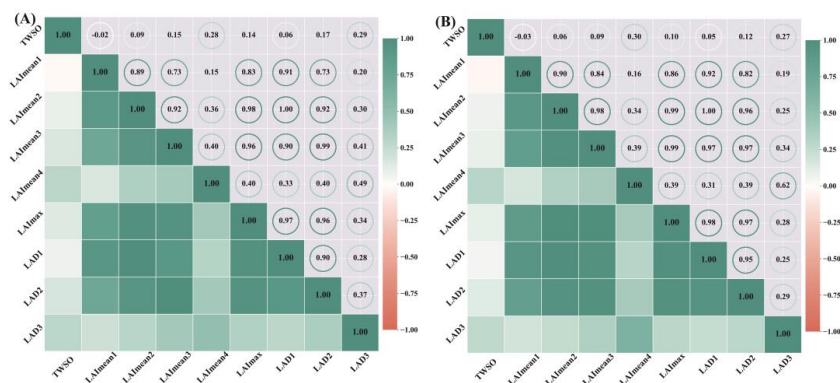 (A)
TWSO 1.00 -0.02 0.09 0.15 0.28 0.14 0.06 0.17 0.29
LAImean1 1.00 0.89 0.73 0.15 0.83 0.91 0.73 0.20
LAImean2 1.00 0.92 0.36 0.98 1.00 0.92 0.30
LAImean3 1.00 0.40 0.96 0.90 0.99 0.41
LAImean4 1.00 0.40 0.33 0.40 0.49
LAImax 1.00 0.97 0.96 0.34
LAD1 1.00 0.90 0.28
LAD2 1.00 0.37
LAD3 1.00
TWSO LAImean1 LAImean2 LAImean3 LAImean4 LAImax LAD1 LAD2 LAD3
1.00
0.75
0.50
0.25
0.00
−0.25
−0.50
−0.75
−1.00
(B)
TWSO 1.00 -0.03 0.06 0.09 0.30 0.10 0.05 0.12 0.27
LAImean1 1.00 0.90 0.84 0.16 0.86 0.92 0.82 0.19
LAImean2 1.00 0.98 0.34 0.99 1.00 0.96 0.25
LAImean3 1.00 0.39 0.99 0.97 0.97 0.34
LAImean4 1.00 0.39 0.31 0.39 0.62
LAImax 1.00 0.98 0.97 0.28
LAD1 1.00 0.95 0.25
LAD2 1.00 0.29
LAD3 1.00
TWSO LAImean1 LAImean2 LAImean3 LAImean4 LAImax LAD1 LAD2 LAD3
1.00
0.75
0.50
0.25
0.00
−0.25
−0.50
−0.75
−1.00